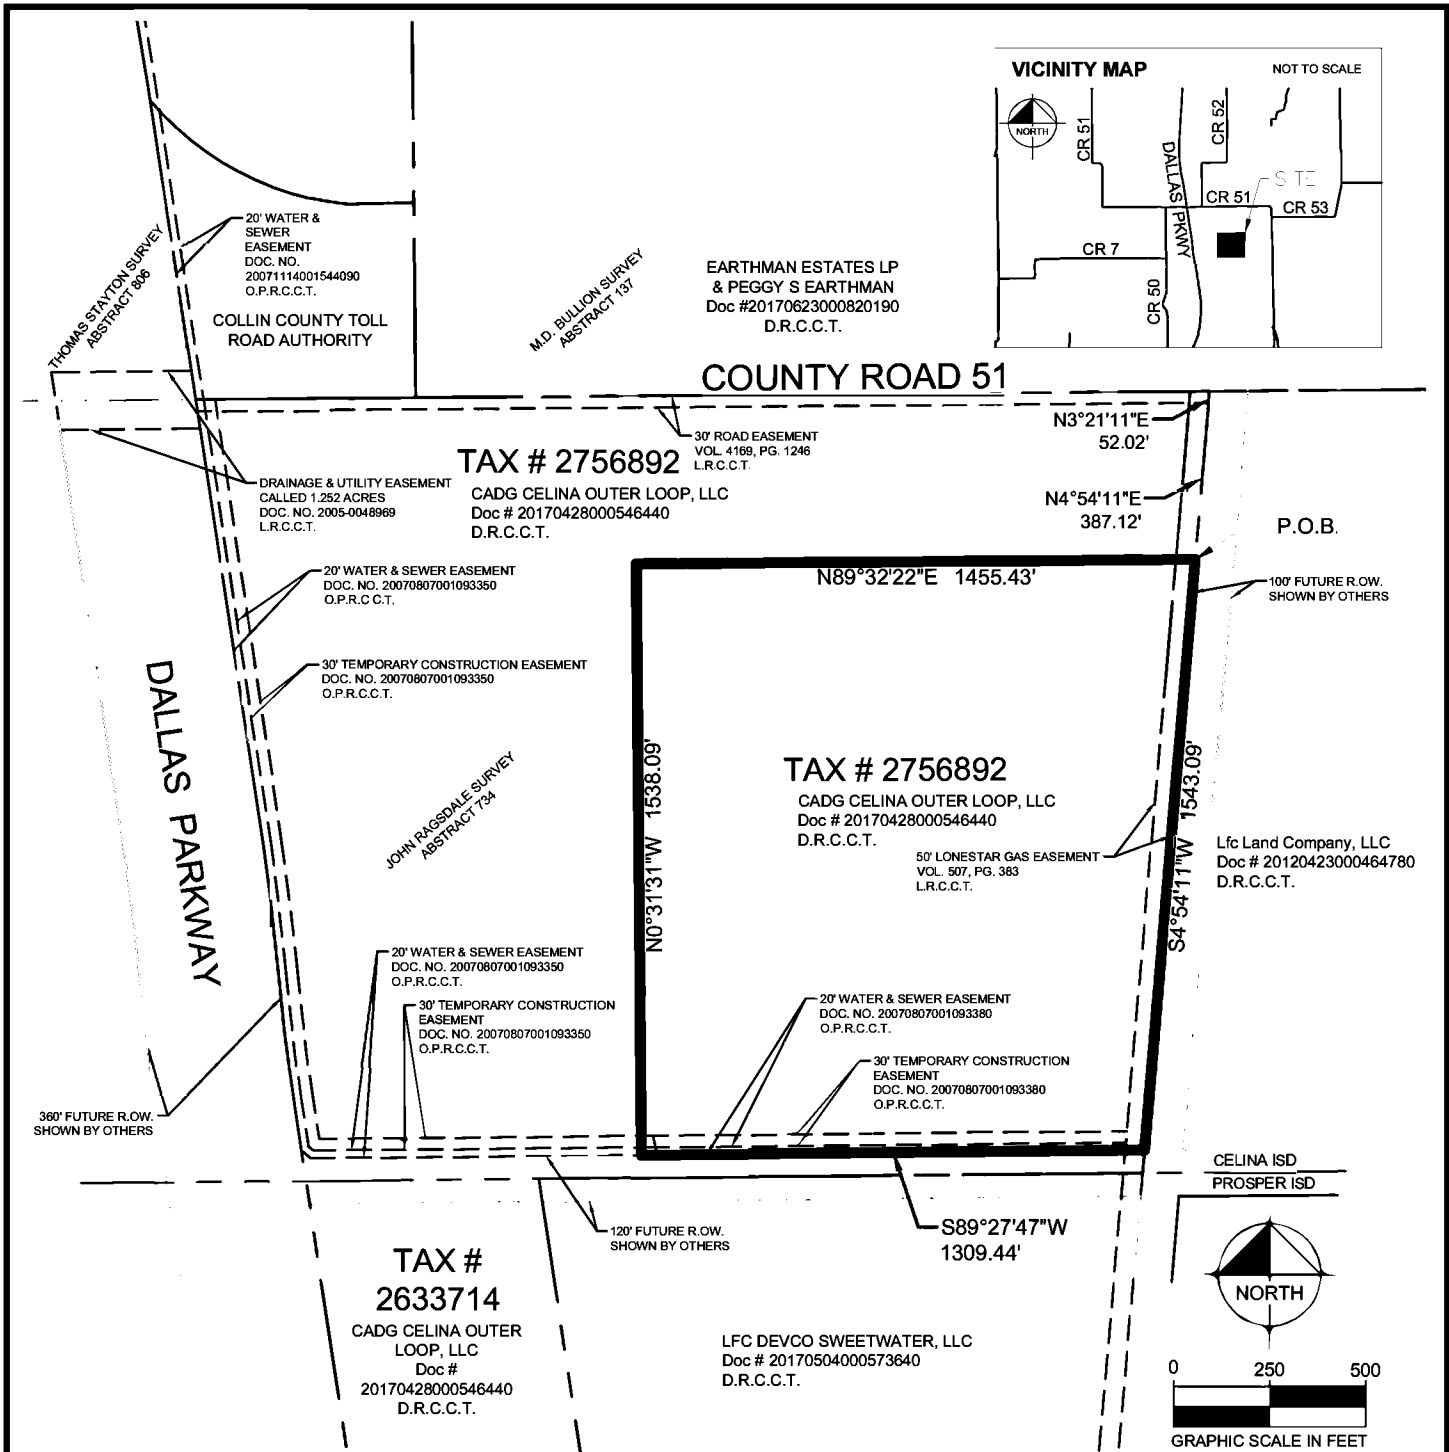 VICINITY MAP
NOT TO SCALE
NORTH
CR 51
CR 52
DALLAS PKWY
SITE
CR 51
CR 53
CR 7
CR 50
20' WATER &
SEWER
EASEMENT
DOC. NO.
20071114001544090
O.P.R.C.C.T.
THOMAS STAYTON SURVEY
ABSTRACT 806
COLLIN COUNTY TOLL
ROAD AUTHORITY
M.D. BULLION SURVEY
ABSTRACT 137
EARTHMAN ESTATES LP
& PEGGY S EARTHMAN
Doc #20170623000820190
D.R.C.C.T.
COUNTY ROAD 51
N3°21'11"E
52.02'
30' ROAD EASEMENT
VOL. 4169, PG. 1246
L.R.C.C.T.
TAX # 2756892
CADG CELINA OUTER LOOP, LLC
Doc # 20170428000546440
D.R.C.C.T.
DRAINAGE & UTILITY EASEMENT
CALLED 1.252 ACRES
DOC. NO. 2005-0048969
L.R.C.C.T.
N4°54'11"E
387.12'
P.O.B.
20' WATER & SEWER EASEMENT
DOC. NO. 20070807001093350
O.P.R.C C.T.
N89°32'22"E 1455.43'
100' FUTURE R.OW.
SHOWN BY OTHERS
30' TEMPORARY CONSTRUCTION EASEMENT
DOC. NO. 20070807001093350
O.P.R.C.C.T.
DALLAS PARKWAY
JOHN RAGSDALE SURVEY
ABSTRACT 734
N0°31'31"W 1538.09'
TAX # 2756892
CADG CELINA OUTER LOOP, LLC
Doc # 20170428000546440
D.R.C.C.T.
50' LONESTAR GAS EASEMENT
VOL. 507, PG. 383
L.R.C.C.T.
S4°54'11"W 1543.09'
Lfc Land Company, LLC
Doc # 20120423000464780
D.R.C.C.T.
20' WATER & SEWER EASEMENT
DOC. NO. 20070807001093350
O.P.R.C.C.T.
30' TEMPORARY CONSTRUCTION
EASEMENT
DOC. NO. 20070807001093350
O.P.R.C.C.T.
20' WATER & SEWER EASEMENT
DOC. NO. 20070807001093380
O.P.R.C.C.T.
30' TEMPORARY CONSTRUCTION
EASEMENT
DOC. NO. 20070807001093380
O.P.R.C.C.T.
360' FUTURE R.OW.
SHOWN BY OTHERS
CELINA ISD
PROSPER ISD
120' FUTURE R.OW.
SHOWN BY OTHERS
S89°27'47"W
1309.44'
TAX #
2633714
CADG CELINA OUTER
LOOP, LLC
Doc #
20170428000546440
D.R.C.C.T.
LFC DEVCO SWEETWATER, LLC
Doc # 20170504000573640
D.R.C.C.T.
NORTH
0 250 500
GRAPHIC SCALE IN FEET